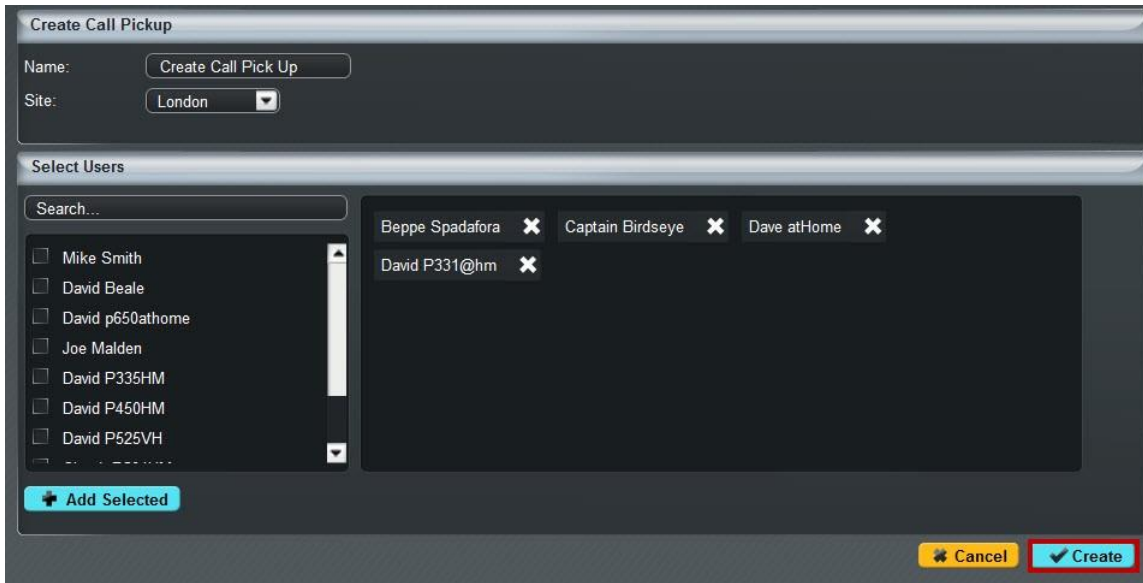 Create Call Pickup
Name: Create Call Pick Up
Site: London
Select Users
Search...
Mike Smith
David Beale
David p650athome
Joe Malden
David P335HM
David P450HM
David P525VH
Beppe Spadafora Captain Birdseye Dave atHome
David P331@hm
Add Selected
Cancel Create